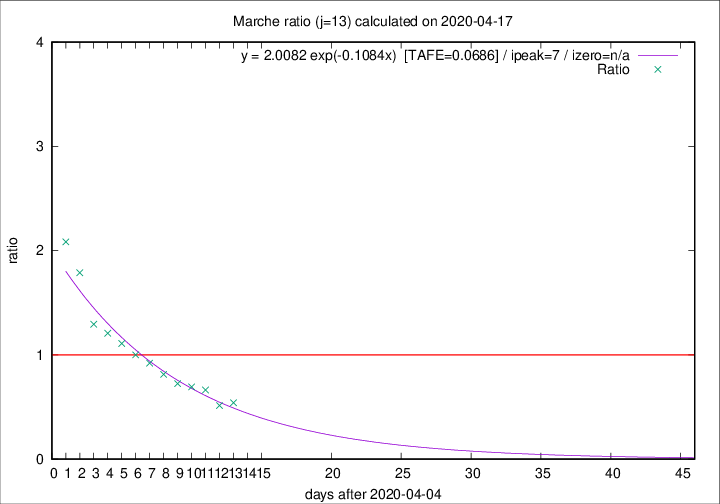 Marche ratio (j=13) calculated on 2020-04-17
y = 2.0082 exp(-0.1084x) [TAFE=0.0686] / ipeak=7 / izero=n/a
Ratio
4
3
2
1
0
ratio
0 1 2 3 4 5 6 7 8 9 10 11 12 13 14 15 20 25 30 35 40 45
days after 2020-04-04